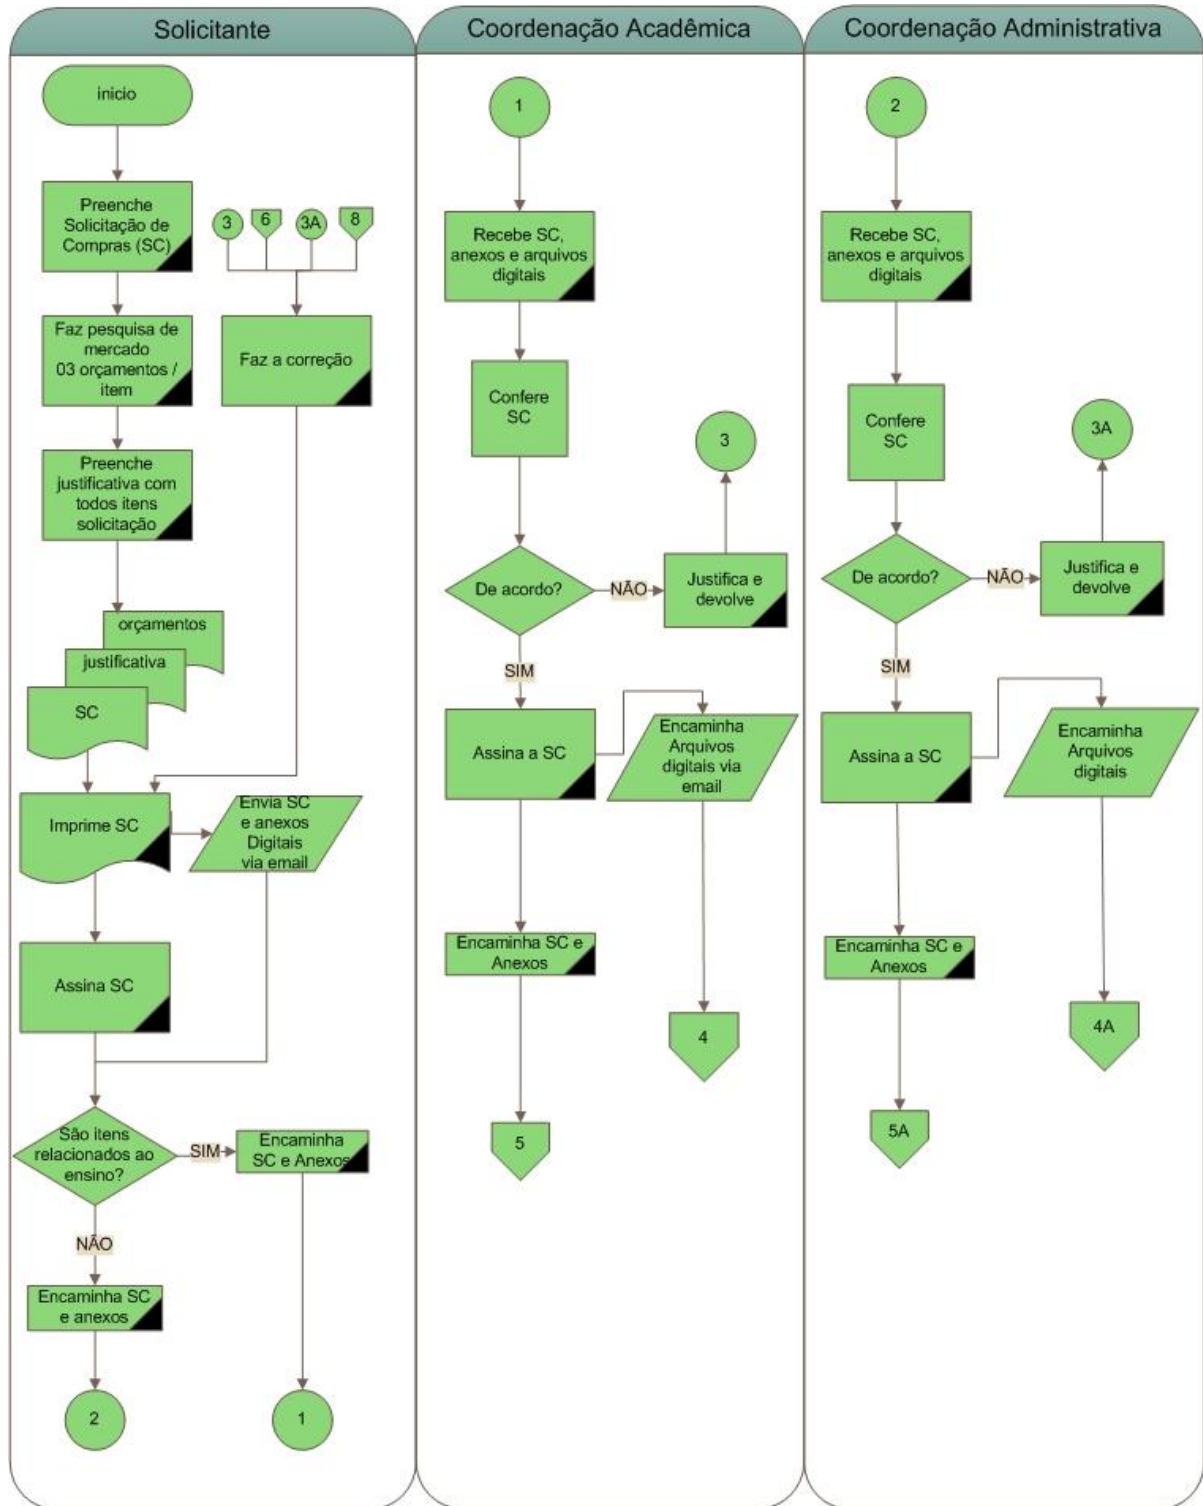 Solicitante
inicio
Preenche
Solicitação de
Compras (SC)
3
6
3A
8
Faz pesquisa de
mercado
03 orçamentos /
item
Faz a correção
Preenche
justificativa com
todos itens
solicitação
orçamentos
justificativa
SC
Imprime SC
Envia SC
e anexos
Digitais
via email
Assina SC
São itens
relacionados ao
ensino?
SIM
Encaminha
SC e Anexos
NÃO
Encaminha SC
e anexos
2
1
Coordenação Acadêmica
1
Recebe SC,
anexos e arquivos
digitais
Confere
SC
3
De acordo?
NÃO
Justifica e
devolve
SIM
Assina a SC
Encaminha
Arquivos
digitais via
email
Encaminha SC e
Anexos
4
5
Coordenação Administrativa
2
Recebe SC,
anexos e arquivos
digitais
Confere
SC
3A
De acordo?
NÃO
Justifica e
devolve
SIM
Assina a SC
Encaminha
Arquivos
digitais
Encaminha SC e
Anexos
4A
5A